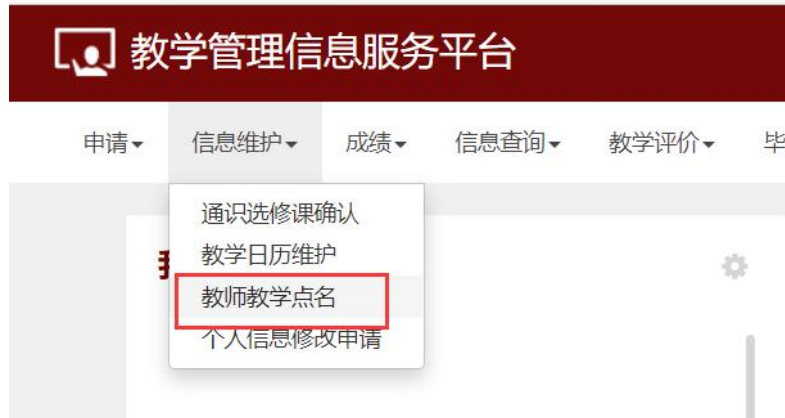 教学管理信息服务平台
申请 信息维护 成绩 信息查询 教学评价
通识选修课确认
教学日历维护
教师教学点名
个人信息修改申请